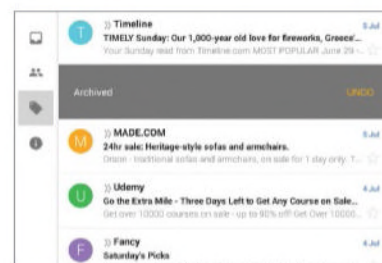 T
» Timeline
5 Jul
TIMELY Sunday: Our 1,000-year old love for fireworks, Greece'...
Your Sunday read from Timeline.com MOST POPULAR June 29 -...
Archived
UNDO
M
» MADE.COM
5 Jul
24hr sale: Heritage-style sofas and armchairs.
Orson - traditional sofas and armchairs, on sale for 1 day only. T...
U
» Udemy
4 Jul
Go the Extra Mile - Three Days Left to Get Any Course on Sale...
Get over 10000 courses on sale - up to 90% off! Get Over 10000...
F
» Fancy
4 Jul
Saturday's Picks